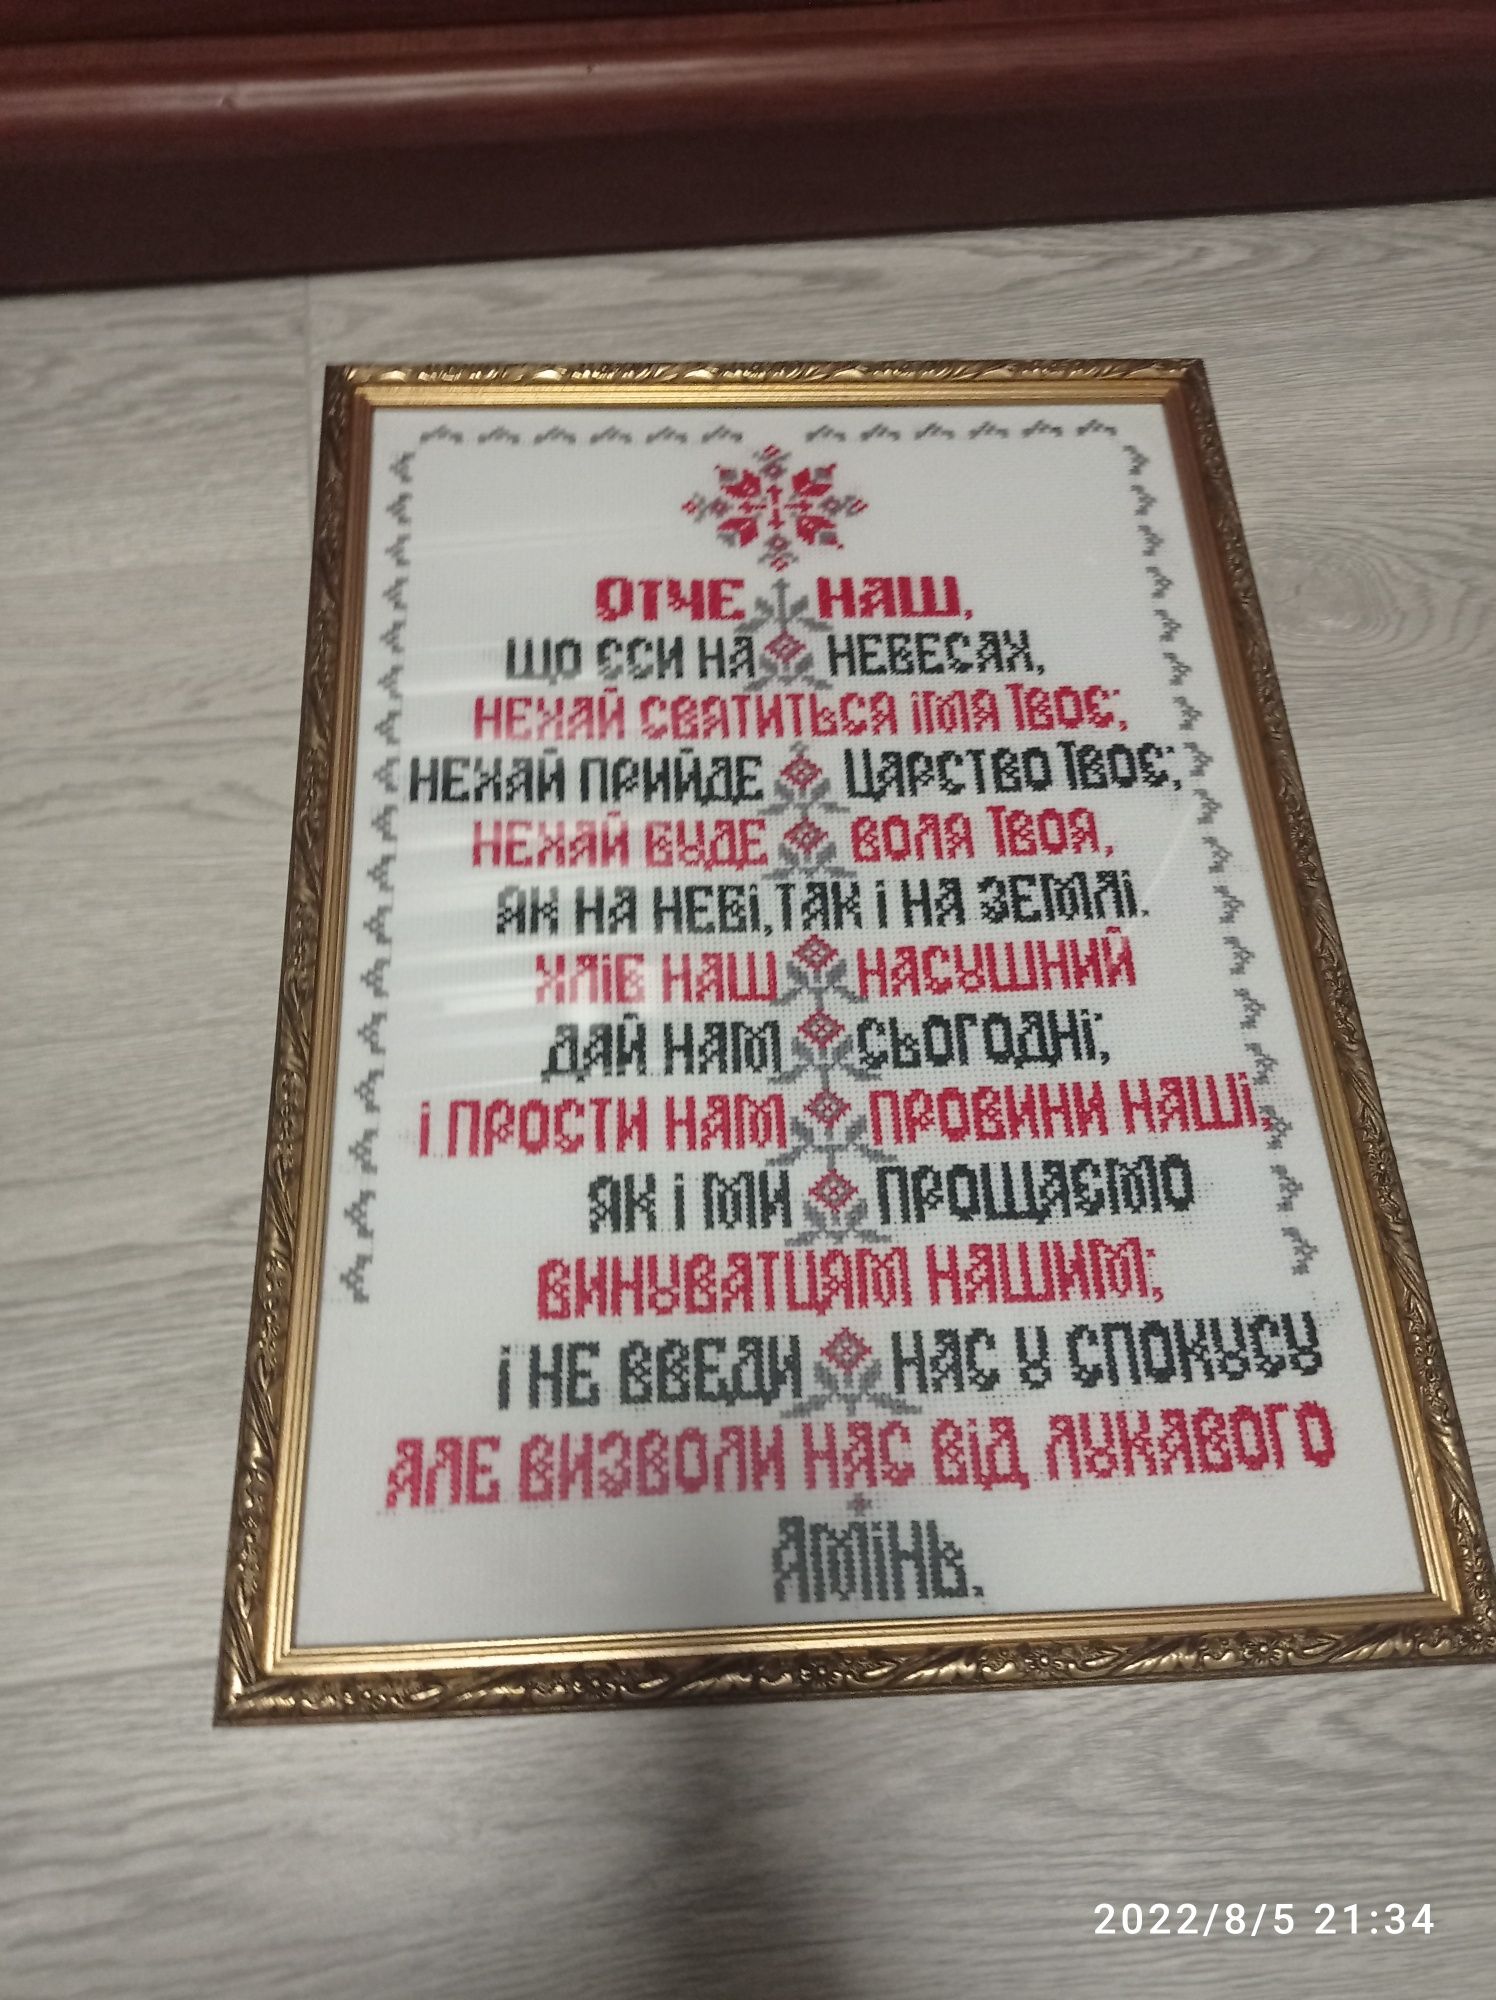 ОТЧЕ НАШ,
ЩО ЄСИ НА НЕБЕСАХ,
НЕХАЙ СВЯТИТЬСЯ ІМЯ ТВОЄ;
НЕХАЙ ПРИЙДЕ ЦАРСТВО ТВОЄ;
НЕХАЙ БУДЕ ВОЛЯ ТВОЯ,
ЯК НА НЕБІ, ТАК І НА ЗЕМЛІ.
ХЛІБ НАШ НАСУШНИЙ
ДАЙ НАМ СЬОГОДНІ;
І ПРОСТИ НАМ ПРОВИНИ НАШІ,
ЯК І МИ ПРОЩАЄМО
ВИНУВАТЦЯМ НАШИМ;
І НЕ ВВЕДИ НАС У СПОКУСУ
АЛЕ ВИЗВОЛИ НАС ВІД ЛУКАВОГО
АМІНЬ.
2022/8/5 21:34